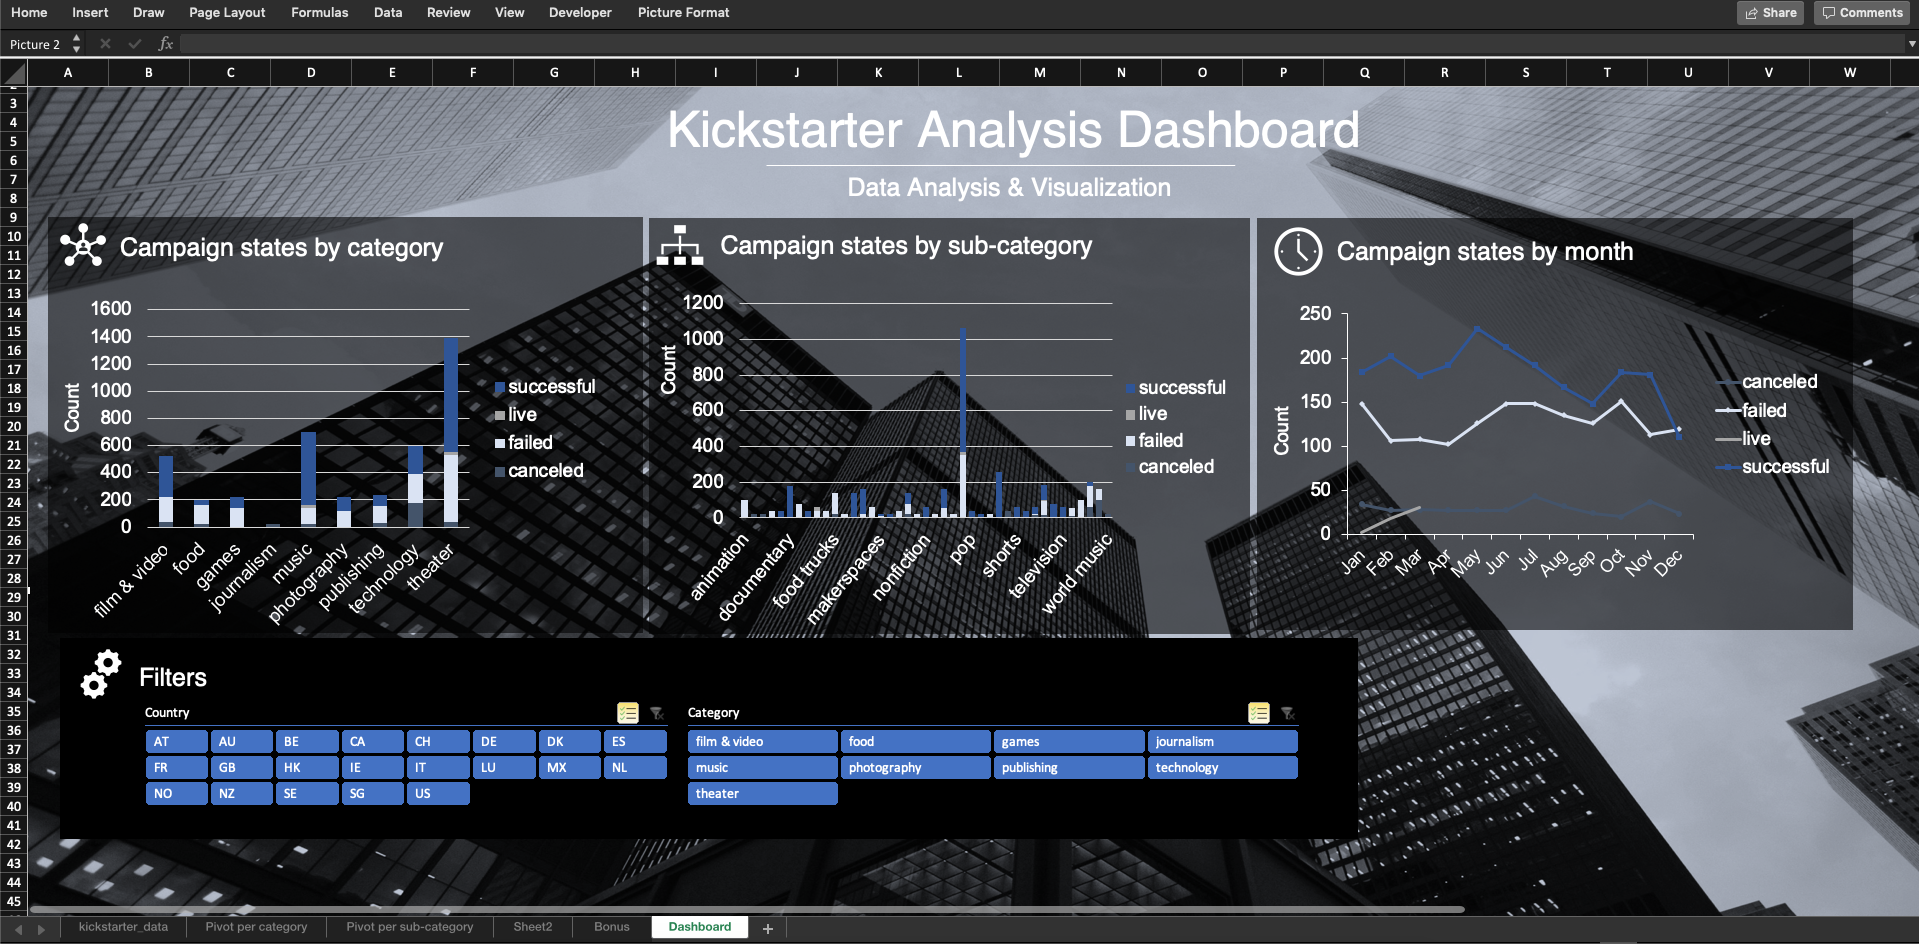 Home Insert Draw Page Layout Formulas Data Review View Developer Picture Format Share Comments
Picture 2 fx
A B C D E F G H I J K L M N O P Q R S T U V W
3
4
5
6
7
8
9
10
11
12
13
14
15
16
17
18
19
20
21
22
23
24
25
26
27
28
29
30
31
32
33
34
35
36
37
38
39
40
41
42
43
44
45
Kickstarter Analysis Dashboard
Data Analysis & Visualization
Campaign states by category
1600
1400
1200
1000
800
600
400
200
0
Count
film & video
food
games
journalism
music
photography
publishing
technology
theater
successful
live
failed
canceled
Campaign states by sub-category
1200
1000
800
600
400
200
0
Count
animation
documentary
food trucks
makerspaces
nonfiction
pop
shorts
television
world music
successful
live
failed
canceled
Campaign states by month
250
200
150
100
50
0
Count
Jan
Feb
Mar
Apr
May
Jun
Jul
Aug
Sep
Oct
Nov
Dec
canceled
failed
live
successful
Filters
Country
AT AU BE CA CH DE DK ES
FR GB HK IE IT LU MX NL
NO NZ SE SG US
Category
film & video food games journalism
music photography publishing technology
theater
kickstarter_data Pivot per category Pivot per sub-category Sheet2 Bonus Dashboard +